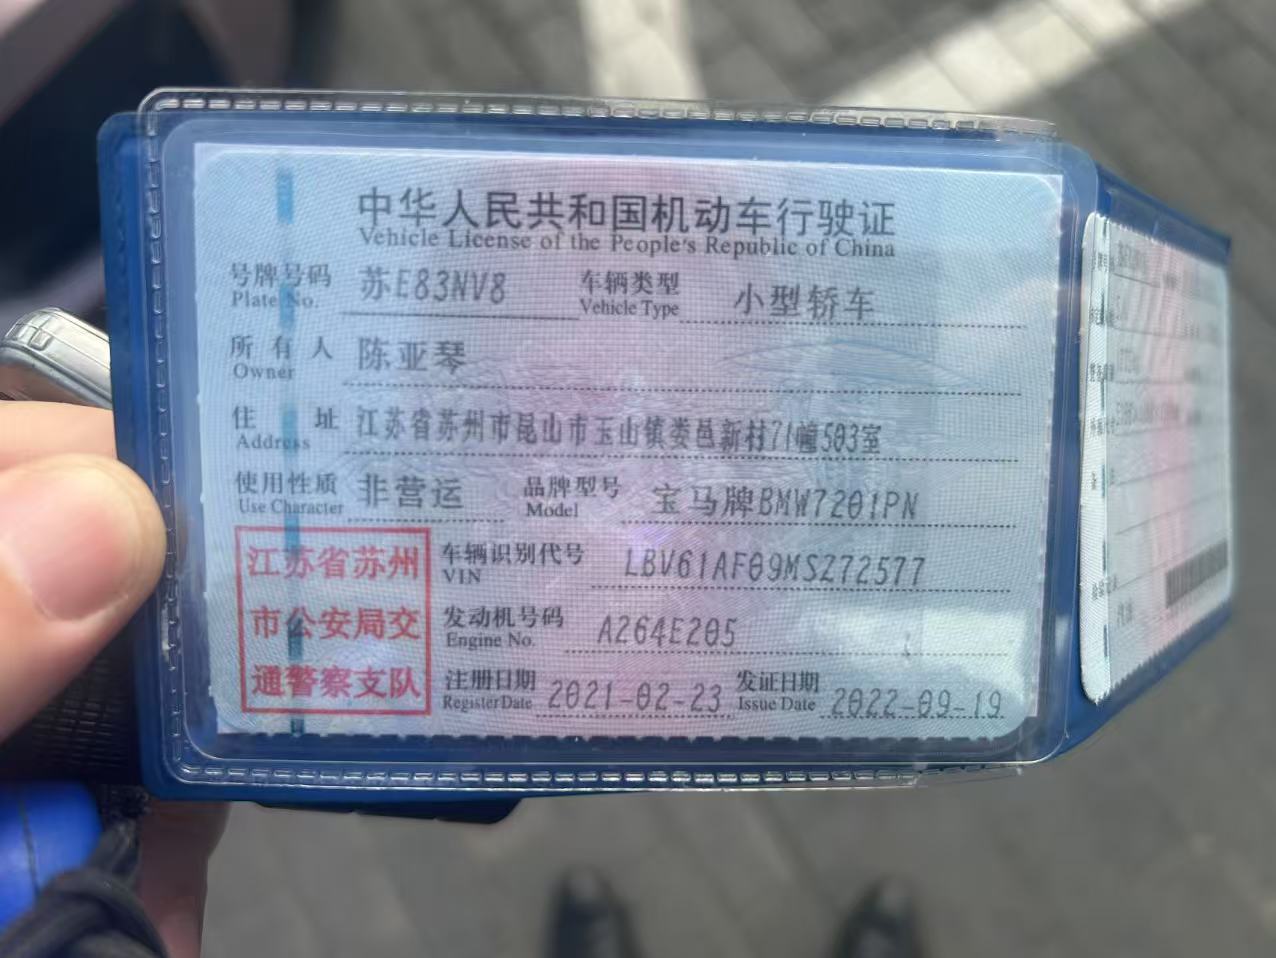 中华人民共和国机动车行驶证
Vehicle License of the People's Republic of China
号牌号码 苏E83NV8 车辆类型 小型轿车
Plate No. Vehicle Type
所有人 陈亚琴
Owner
住址 江苏省苏州市昆山市玉山镇娄邑新村71幢503室
Address
使用性质 非营运 品牌型号 宝马牌BMW7201PN
Use Character Model
江苏省苏州
市公安局交
通警察支队
车辆识别代号 LBV61AF09MSZ72577
VIN
发动机号码 A264E205
Engine No.
注册日期 2021-02-23 发证日期 2022-09-19
Register Date Issue Date